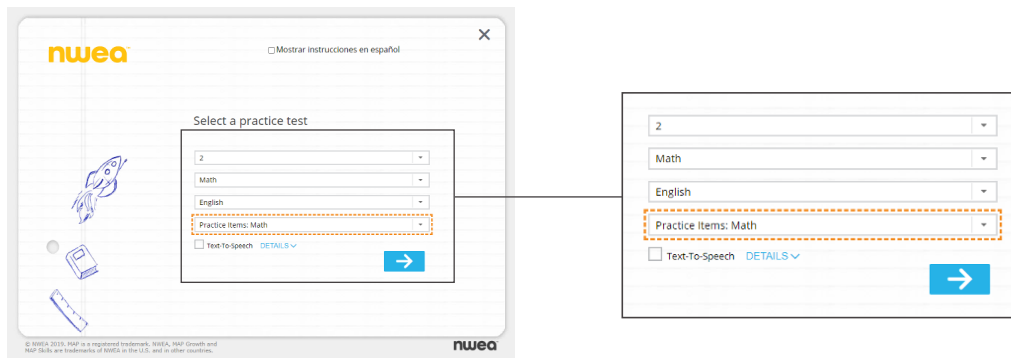 nwea
Mostrar instrucciones en español
Select a practice test
2
Math
English
Practice Items: Math
Text-To-Speech DETAILS
© NWEA 2019. MAP is a registered trademark. NWEA, MAP Growth and
MAP Skills are trademarks of NWEA in the U.S. and in other countries.
nwea
2
Math
English
Practice Items: Math
Text-To-Speech DETAILS